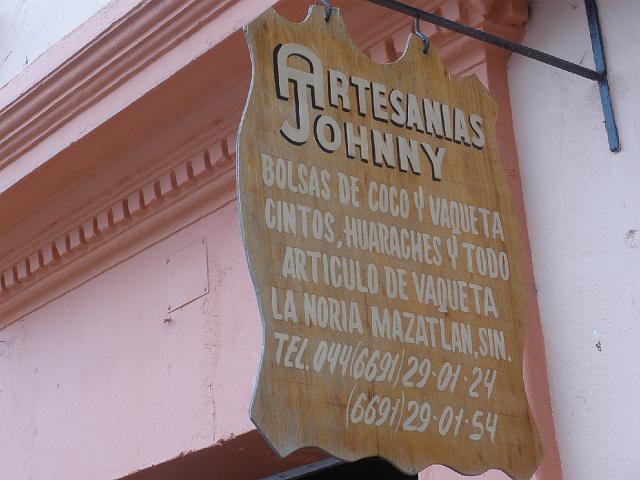 ARTESANIAS
JOHNNY
BOLSAS DE COCO Y VAQUETA
CINTOS, HUARACHES Y TODO
ARTICULO DE VAQUETA
LA NORIA MAZATLAN, SIN.
TEL. 044(6691)29-01-24
(6691)29-01-54